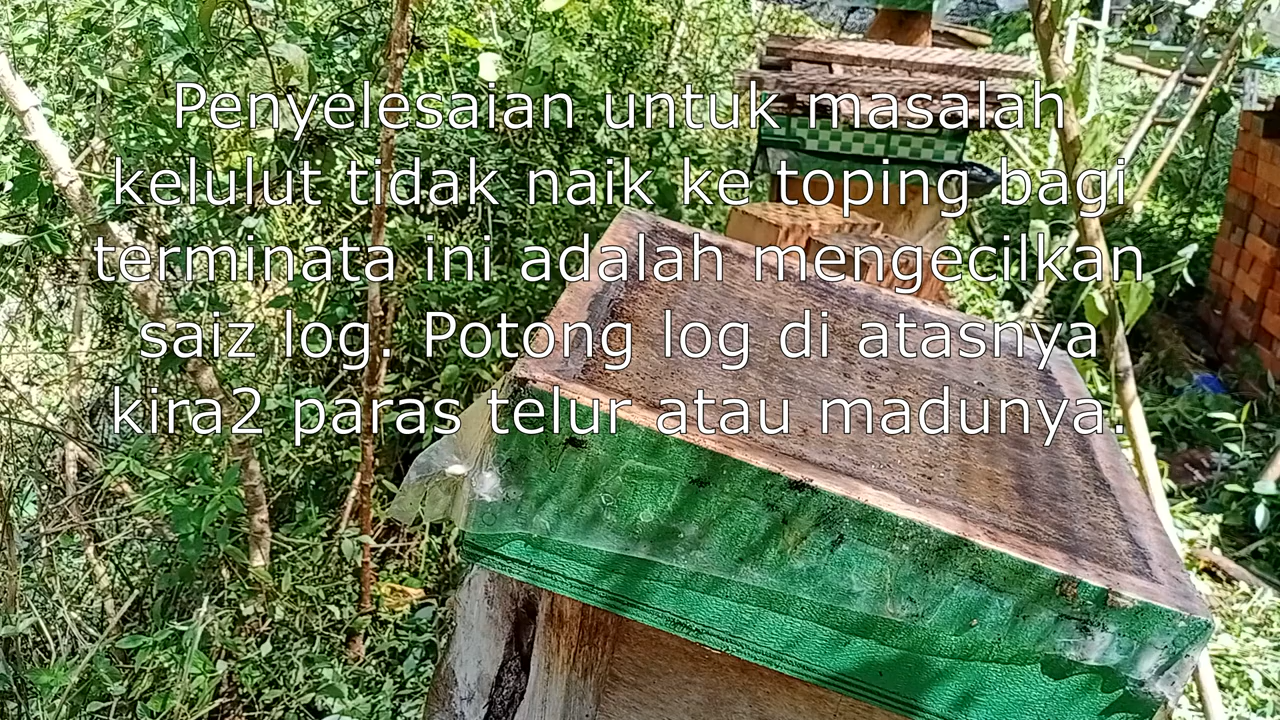 Penyelesaian untuk masalah
kelulut tidak naik ke toping bagi
terminata ini adalah mengecilkan
saiz log. Potong log di atasnya
kira2 paras telur atau madunya.